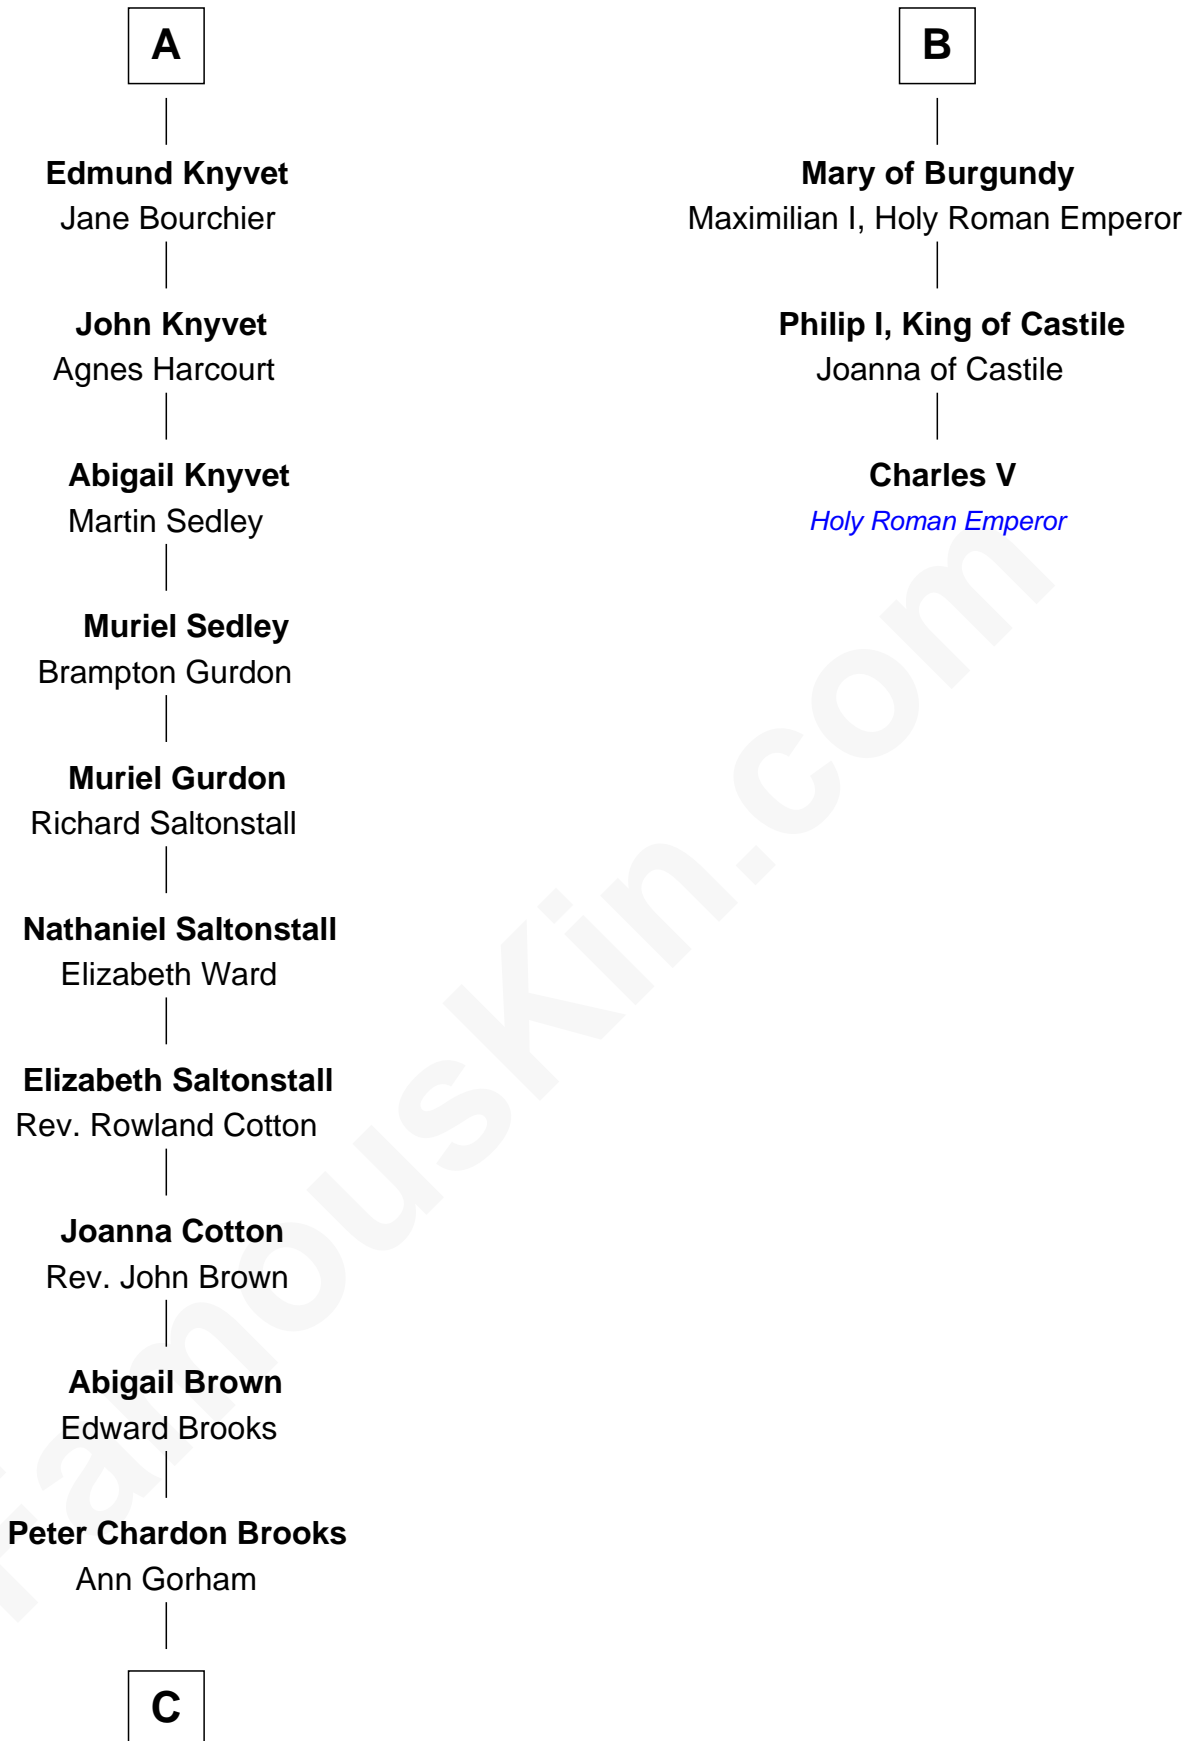 A
Edmund Knyvet
Jane Bourchier
John Knyvet
Agnes Harcourt
Abigail Knyvet
Martin Sedley
Muriel Sedley
Brampton Gurdon
Muriel Gurdon
Richard Saltonstall
Nathaniel Saltonstall
Elizabeth Ward
Elizabeth Saltonstall
Rev. Rowland Cotton
Joanna Cotton
Rev. John Brown
Abigail Brown
Edward Brooks
Peter Chardon Brooks
Ann Gorham
C
B
Mary of Burgundy
Maximilian I, Holy Roman Emperor
Philip I, King of Castile
Joanna of Castile
Charles V
Holy Roman Emperor
FamousKin.com